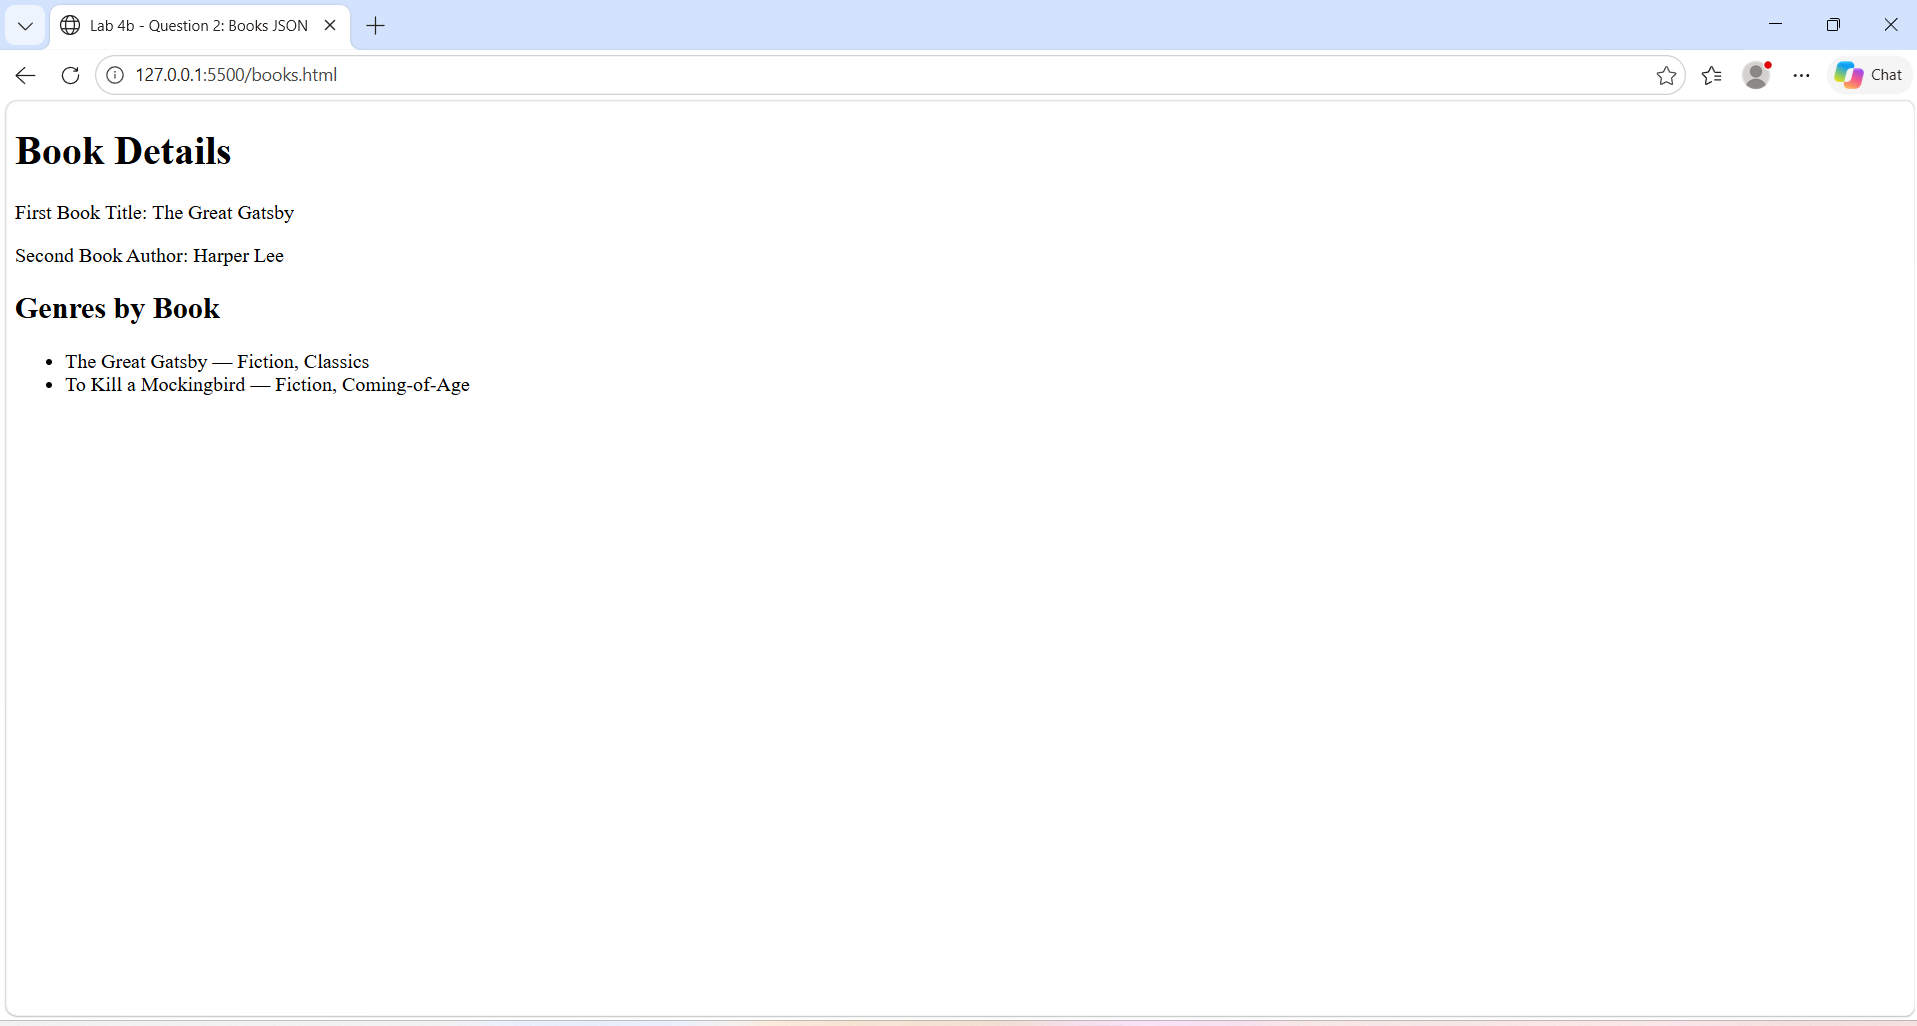 Lab 4b - Question 2: Books JSON
127.0.0.1:5500/books.html
Chat
Book Details
First Book Title: The Great Gatsby
Second Book Author: Harper Lee
Genres by Book
• The Great Gatsby — Fiction, Classics
• To Kill a Mockingbird — Fiction, Coming-of-Age